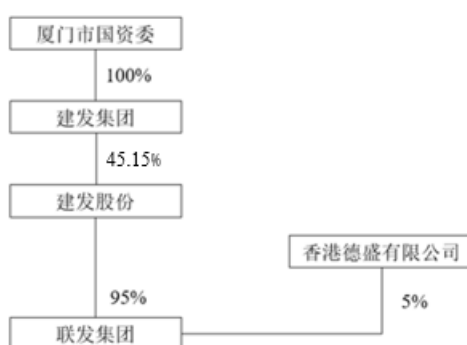 厦门市国资委
100%
建发集团
45.15%
建发股份
香港德盛有限公司
95%
5%
联发集团